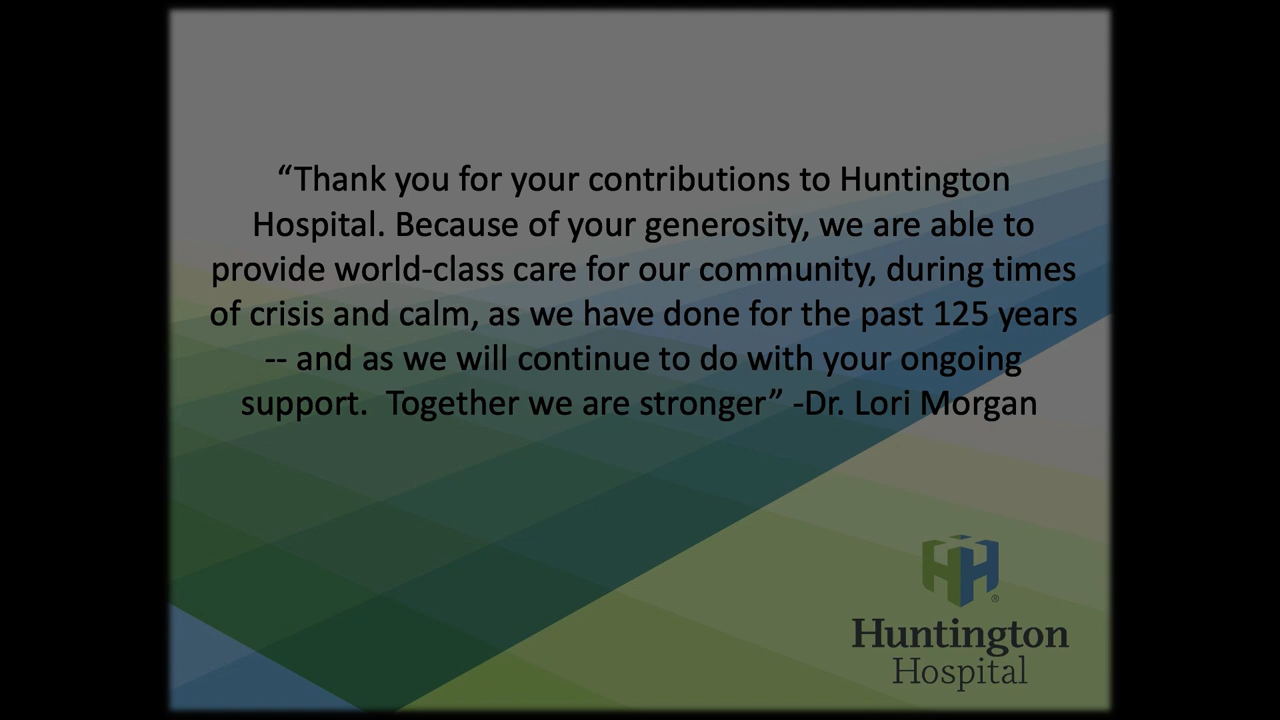 “Thank you for your contributions to Huntington
Hospital. Because of your generosity, we are able to
provide world-class care for our community, during times
of crisis and calm, as we have done for the past 125 years
-- and as we will continue to do with your ongoing
support.  Together we are stronger” -Dr. Lori Morgan
HH®
Huntington
Hospital